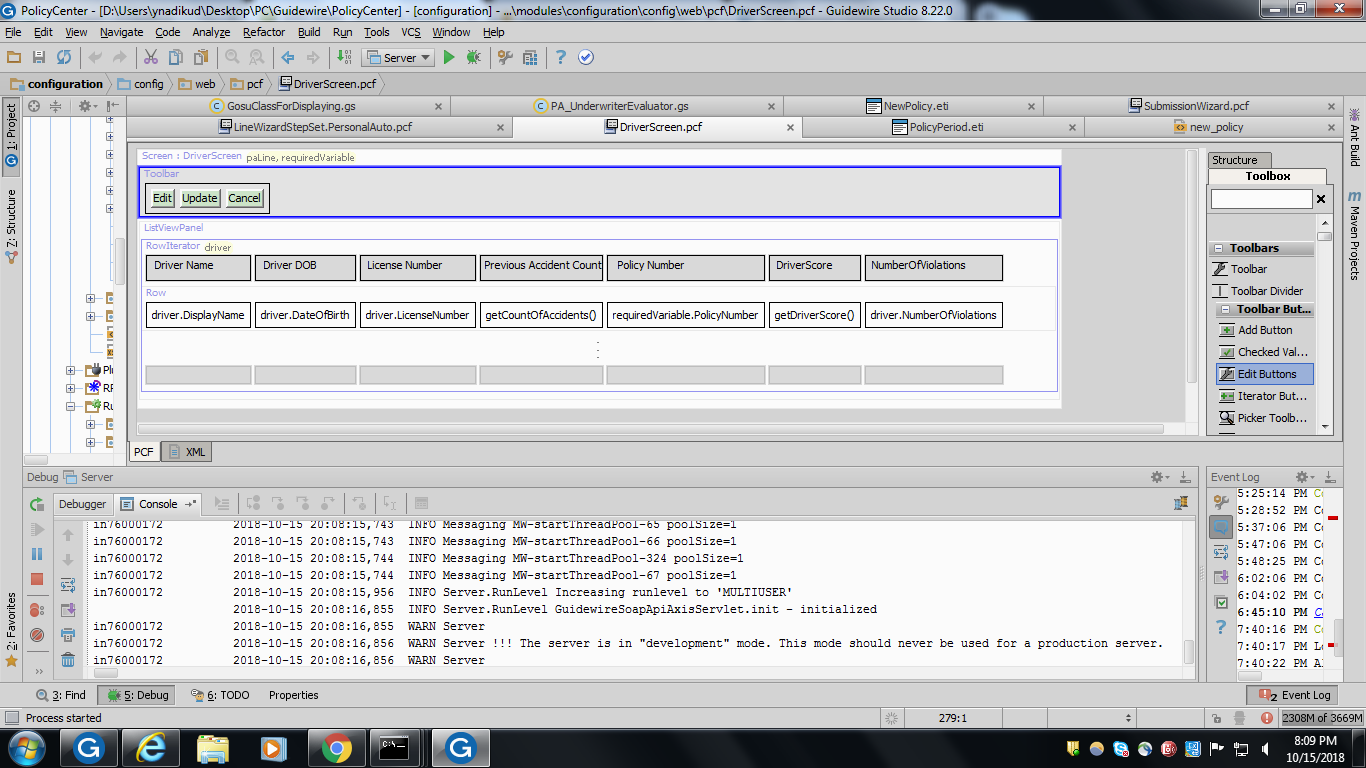 PolicyCenter - [D:\Users\ynadikud\Desktop\PC\Guidewire\PolicyCenter] - [configuration] - ...\modules\configuration\config\web\pcf\DriverScreen.pcf - Guidewire Studio 8.22.0
File Edit View Navigate Code Analyze Refactor Build Run Tools VCS Window Help
Server
configuration config web pcf DriverScreen.pcf
GosuClassForDisplaying.gs PA_UnderwriterEvaluator.gs NewPolicy.eti SubmissionWizard.pcf
LineWizardStepSet.PersonalAuto.pcf DriverScreen.pcf PolicyPeriod.eti new_policy
1: Project
Z: Structure
2: Favorites
Ant Build
Maven Projects
Pl
RF
Ru
Screen : DriverScreen paLine, requiredVariable
Toolbar
Edit Update Cancel
ListViewPanel
RowIterator driver
Driver Name Driver DOB License Number Previous Accident Count Policy Number DriverScore NumberOfViolations
Row
driver.DisplayName driver.DateOfBirth driver.LicenseNumber getCountOfAccidents() requiredVariable.PolicyNumber getDriverScore() driver.NumberOfViolations
PCF XML
Structure
Toolbox
Toolbars
Toolbar
Toolbar Divider
Toolbar But...
Add Button
Checked Val...
Edit Buttons
Iterator But...
Picker Toolb...
Debug Server
Debugger Console
in76000172 2018-10-15 20:08:15,743 INFO Messaging MW-startThreadPool-65 poolSize=1
in76000172 2018-10-15 20:08:15,743 INFO Messaging MW-startThreadPool-66 poolSize=1
in76000172 2018-10-15 20:08:15,744 INFO Messaging MW-startThreadPool-324 poolSize=1
in76000172 2018-10-15 20:08:15,744 INFO Messaging MW-startThreadPool-67 poolSize=1
in76000172 2018-10-15 20:08:15,956 INFO Server.RunLevel Increasing runlevel to 'MULTIUSER'
2018-10-15 20:08:16,855 INFO Server.RunLevel GuidewireSoapApiAxisServlet.init - initialized
in76000172 2018-10-15 20:08:16,855 WARN Server
in76000172 2018-10-15 20:08:16,856 WARN Server !!! The server is in "development" mode. This mode should never be used for a production server.
in76000172 2018-10-15 20:08:16,856 WARN Server
Event Log
5:25:14 PM Co
5:28:52 PM Co
5:37:06 PM Co
5:47:06 PM Co
5:48:25 PM Co
6:02:06 PM Co
6:04:02 PM Co
6:45:10 PM C
7:40:16 PM Co
7:40:17 PM Lo
7:40:22 PM Al
3: Find 5: Debug 6: TODO Properties 2 Event Log
Process started 279:1 2308M of 3669M
8:09 PM
10/15/2018